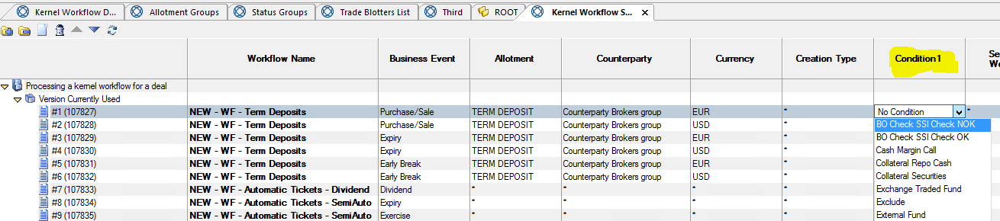 Kernel Workflow D... Allotment Groups Status Groups Trade Blotters List Third ROOT Kernel Workflow S...
Workflow Name Business Event Allotment Counterparty Currency Creation Type Condition1 Se
Wo
Processing a kernel workflow for a deal
Version Currently Used
#1 (107827) NEW - WF - Term Deposits Purchase/Sale TERM DEPOSIT Counterparty Brokers group EUR * No Condition *
#2 (107828) NEW - WF - Term Deposits Purchase/Sale TERM DEPOSIT Counterparty Brokers group USD * BO Check SSI Check NOK
#3 (107829) NEW - WF - Term Deposits Expiry TERM DEPOSIT Counterparty Brokers group EUR * BO Check SSI Check OK
#4 (107830) NEW - WF - Term Deposits Expiry TERM DEPOSIT Counterparty Brokers group USD * Cash Margin Call
#5 (107831) NEW - WF - Term Deposits Early Break TERM DEPOSIT Counterparty Brokers group EUR * Collateral Repo Cash
#6 (107832) NEW - WF - Term Deposits Early Break TERM DEPOSIT Counterparty Brokers group USD * Collateral Securities
#7 (107833) NEW - WF - Automatic Tickets - Dividend Dividend * * * * Exchange Traded Fund
#8 (107834) NEW - WF - Automatic Tickets - SemiAuto Expiry * * * * Exclude
#9 (107835) NEW - WF - Automatic Tickets - SemiAuto Exercise * * * * External Fund